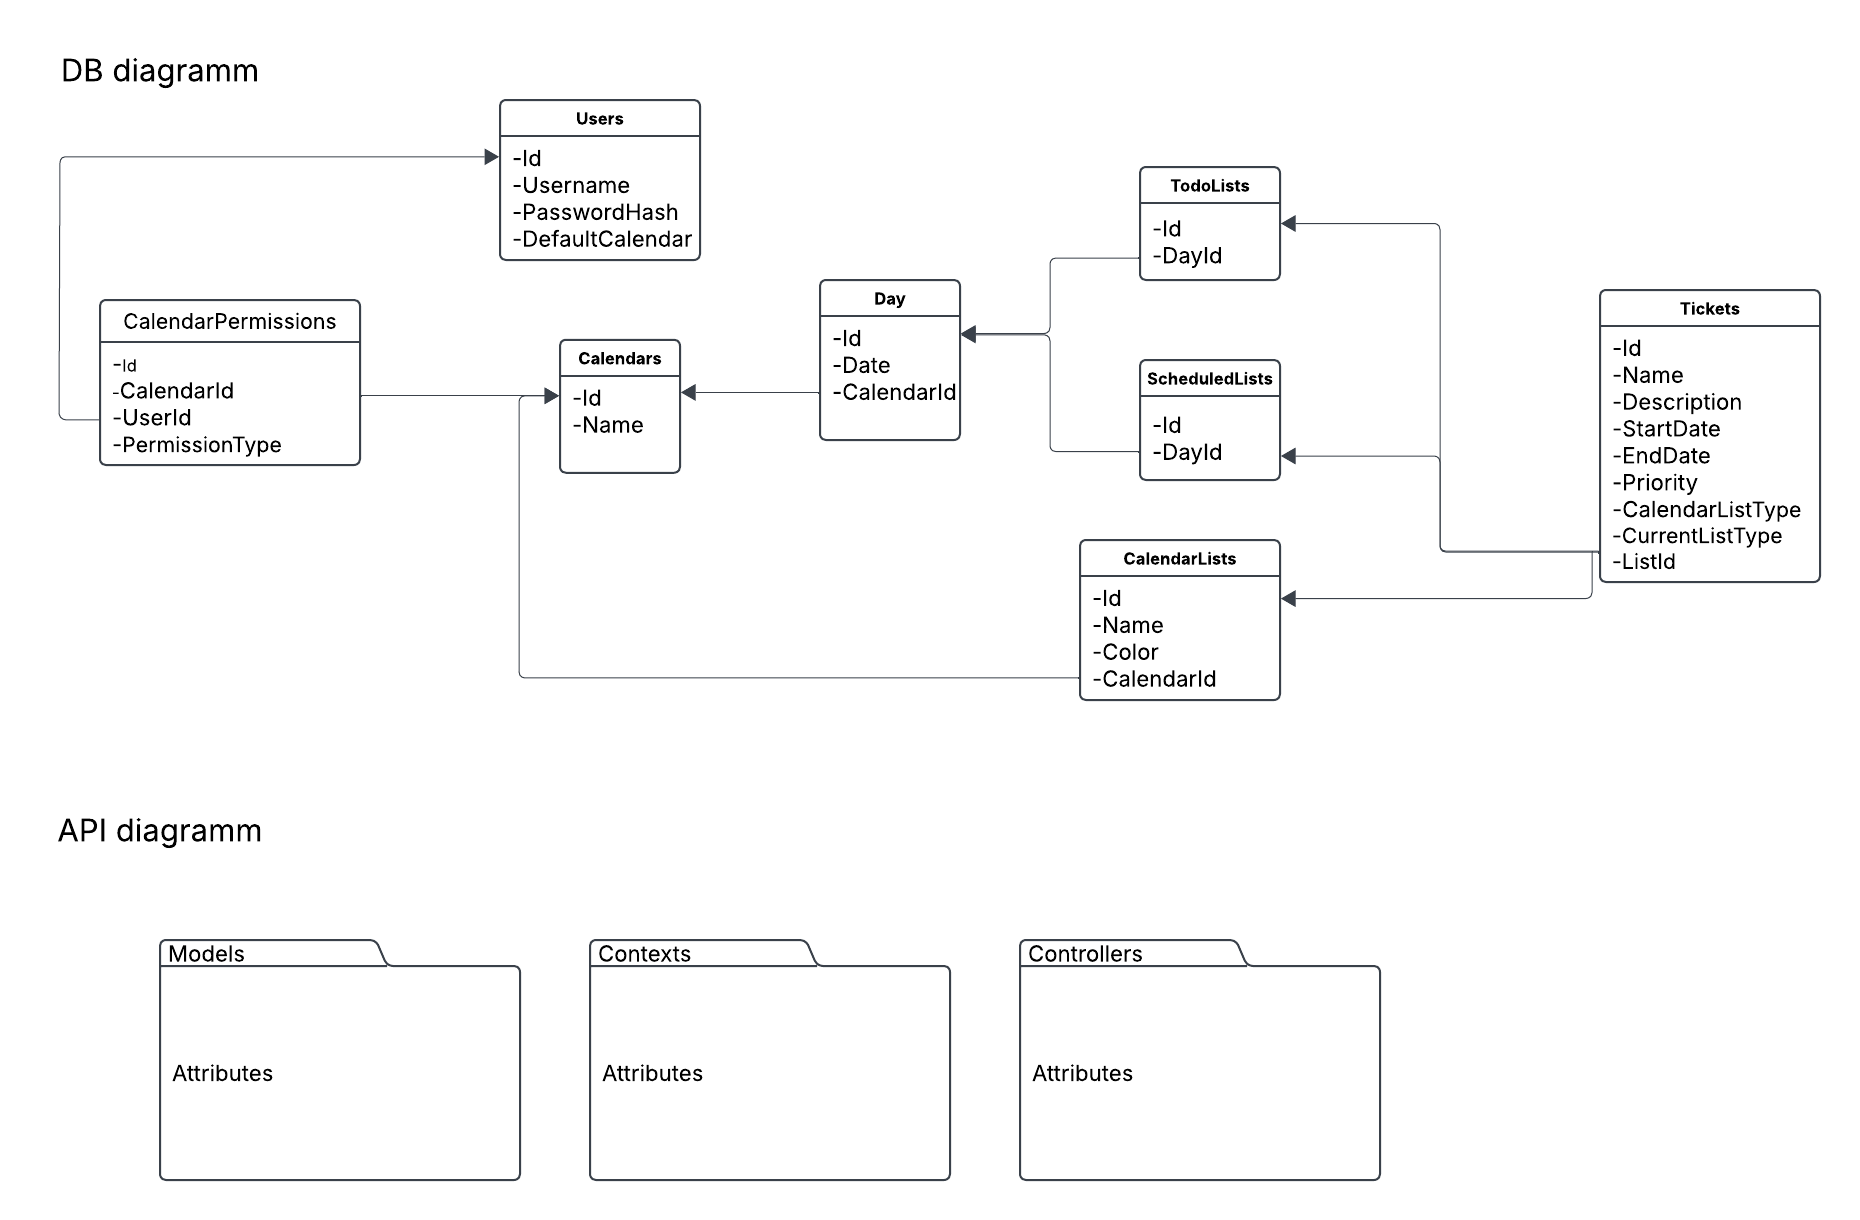 DB diagramm
Users
-Id
-Username
-PasswordHash
-DefaultCalendar
CalendarPermissions
-Id
-CalendarId
-UserId
-PermissionType
Calendars
-Id
-Name
Day
-Id
-Date
-CalendarId
TodoLists
-Id
-DayId
ScheduledLists
-Id
-DayId
CalendarLists
-Id
-Name
-Color
-CalendarId
Tickets
-Id
-Name
-Description
-StartDate
-EndDate
-Priority
-CalendarListType
-CurrentListType
-ListId
API diagramm
Models
Attributes
Contexts
Attributes
Controllers
Attributes